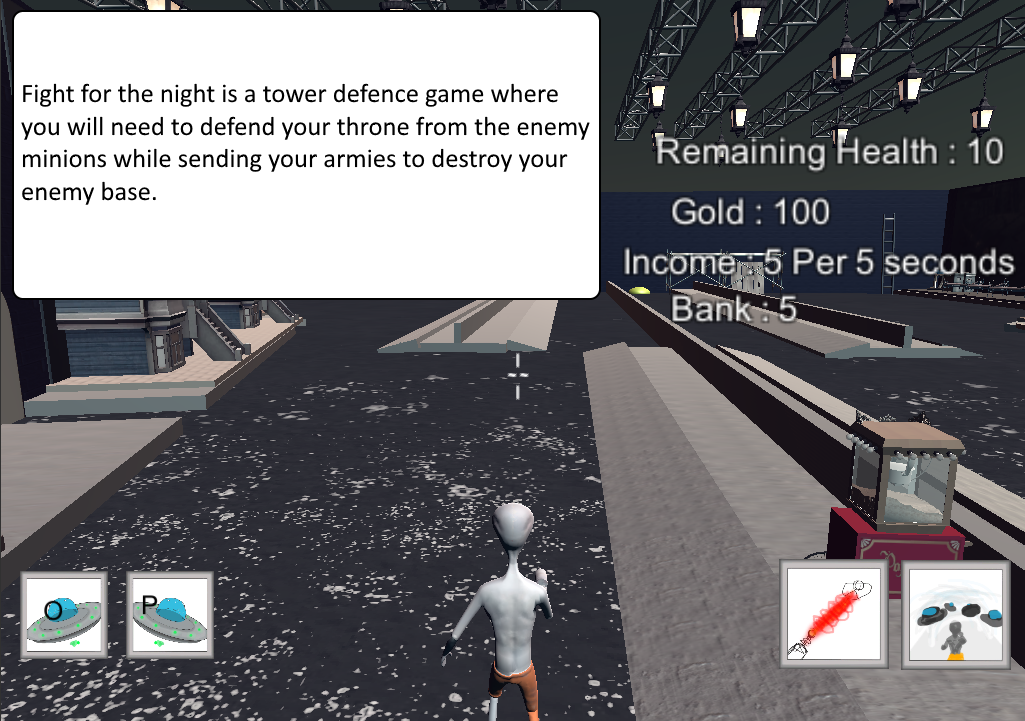 Fight for the night is a tower defence game where
you will need to defend your throne from the enemy
minions while sending your armies to destroy your
enemy base.
Remaining Health : 10
Gold : 100
Income : 5 Per 5 seconds
Bank : 5
O
P